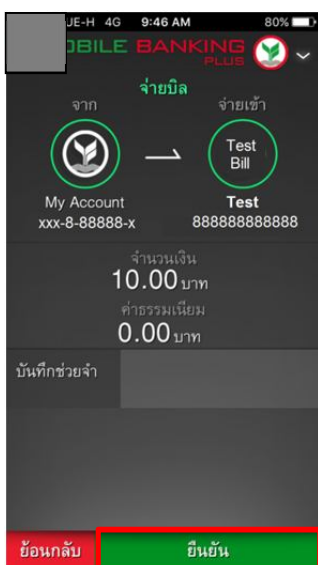 UE-H 4G 9:46 AM 80%
OBILE BANKING
PLUS
จ่ายบิล
จาก
จ่ายเข้า
Test
Bill
My Account
Test
xxx-8-88888-x
888888888888
จำนวนเงิน
10.00 บาท
ค่าธรรมเนียม
0.00 บาท
บันทึกช่วยจำ
ย้อนกลับ
ยืนยัน